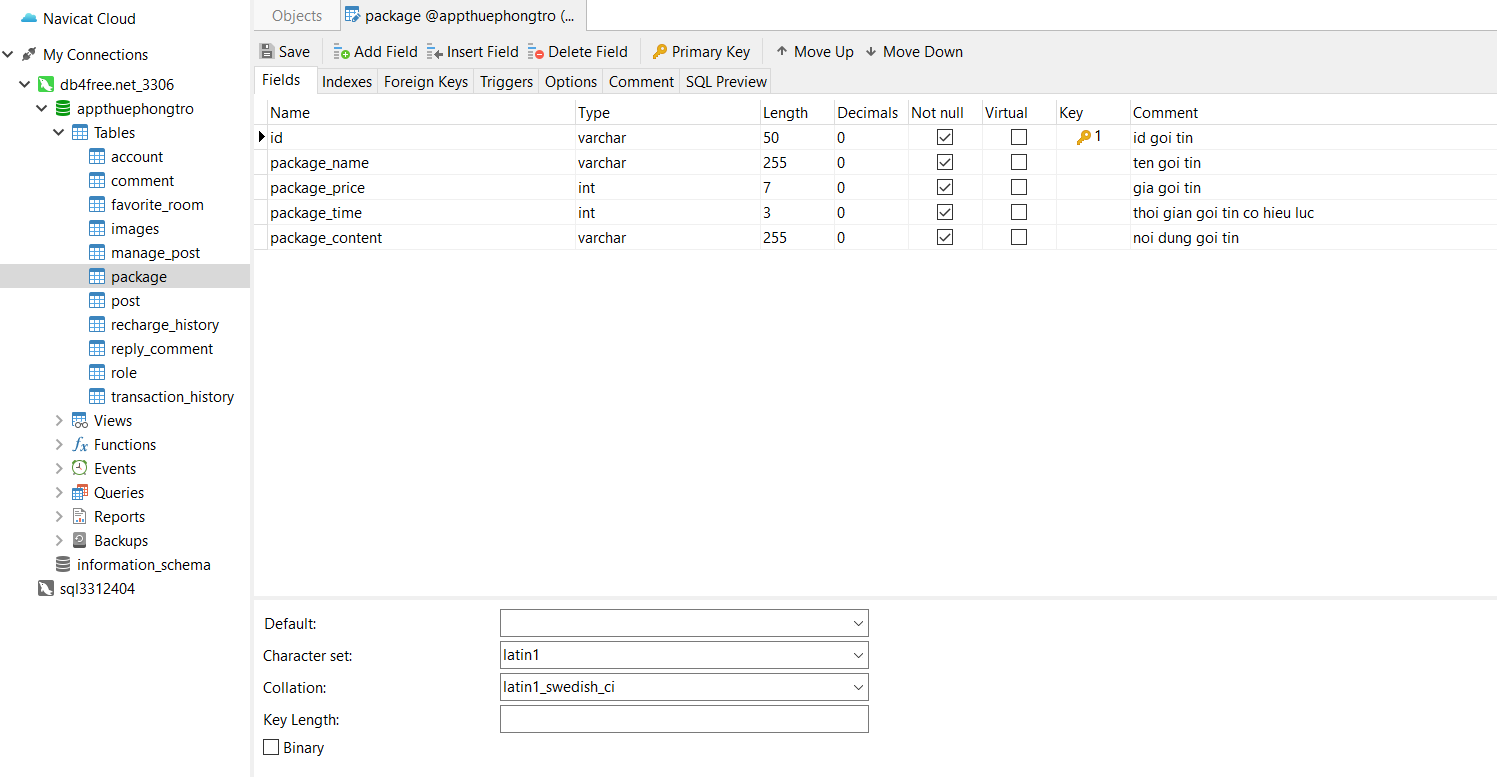 Navicat Cloud
My Connections
db4free.net_3306
appthuephongtro
Tables
account
comment
favorite_room
images
manage_post
package
post
recharge_history
reply_comment
role
transaction_history
Views
fx Functions
Events
Queries
Reports
Backups
information_schema
sql3312404
Objects package @appthuephongtro (...
Save Add Field Insert Field Delete Field Primary Key Move Up Move Down
Fields Indexes Foreign Keys Triggers Options Comment SQL Preview
Name Type Length Decimals Not null Virtual Key Comment
id varchar 50 0 1 id goi tin
package_name varchar 255 0 ten goi tin
package_price int 7 0 gia goi tin
package_time int 3 0 thoi gian goi tin co hieu luc
package_content varchar 255 0 noi dung goi tin
Default:
Character set: latin1
Collation: latin1_swedish_ci
Key Length:
Binary